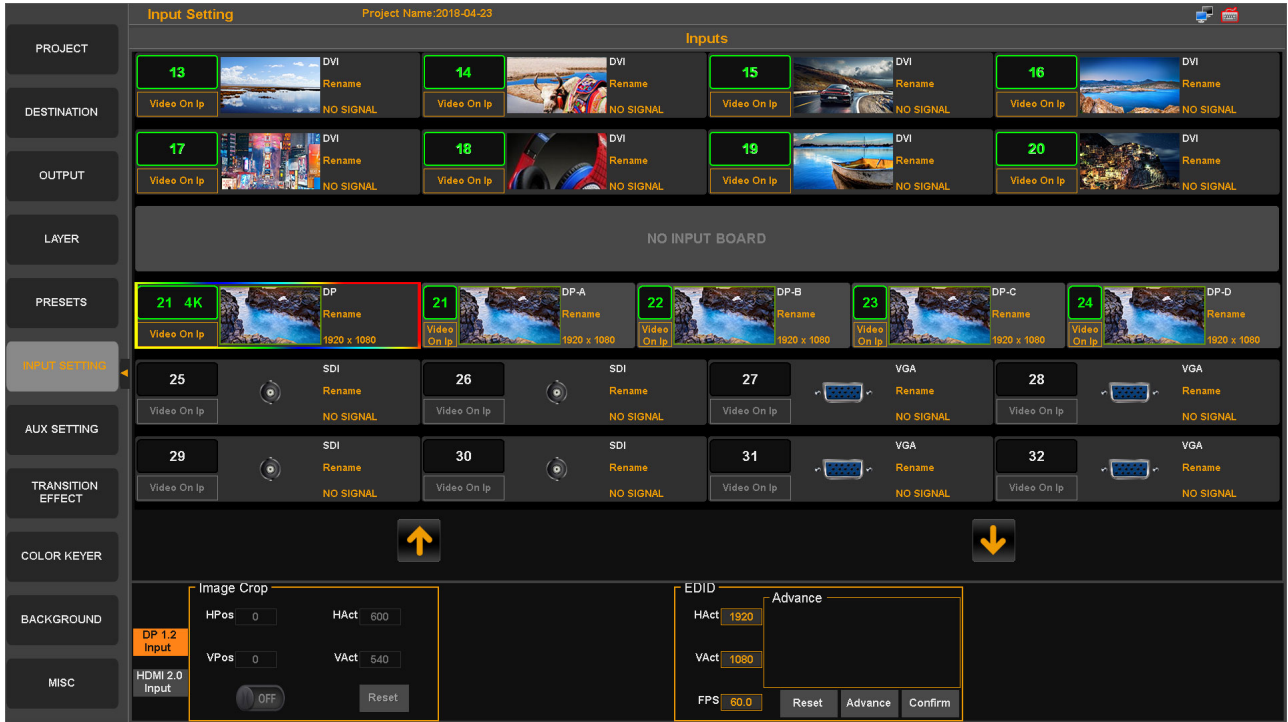 Input Setting
Project Name:2018-04-23
Inputs
PROJECT
DESTINATION
OUTPUT
LAYER
PRESETS
INPUT SETTING
AUX SETTING
TRANSITION
EFFECT
COLOR KEYER
BACKGROUND
MISC
13
Video On Ip
DVI
Rename
NO SIGNAL
14
Video On Ip
DVI
Rename
NO SIGNAL
15
Video On Ip
DVI
Rename
NO SIGNAL
16
Video On Ip
DVI
Rename
NO SIGNAL
17
Video On Ip
DVI
Rename
NO SIGNAL
18
Video On Ip
DVI
Rename
NO SIGNAL
19
Video On Ip
DVI
Rename
NO SIGNAL
20
Video On Ip
DVI
Rename
NO SIGNAL
NO INPUT BOARD
21 4K
Video On Ip
DP
Rename
1920 x 1080
21
Video
On Ip
DP-A
Rename
1920 x 1080
22
Video
On Ip
DP-B
Rename
1920 x 1080
23
Video
On Ip
DP-C
Rename
1920 x 1080
24
Video
On Ip
DP-D
Rename
1920 x 1080
25
Video On Ip
SDI
Rename
NO SIGNAL
26
Video On Ip
SDI
Rename
NO SIGNAL
27
Video On Ip
VGA
Rename
NO SIGNAL
28
Video On Ip
VGA
Rename
NO SIGNAL
29
Video On Ip
SDI
Rename
NO SIGNAL
30
Video On Ip
SDI
Rename
NO SIGNAL
31
Video On Ip
VGA
Rename
NO SIGNAL
32
Video On Ip
VGA
Rename
NO SIGNAL
DP 1.2
Input
HDMI 2.0
Input
Image Crop
HPos 0 HAct 600
VPos 0 VAct 540
OFF Reset
EDID
Advance
HAct 1920
VAct 1080
FPS 60.0
Reset Advance Confirm